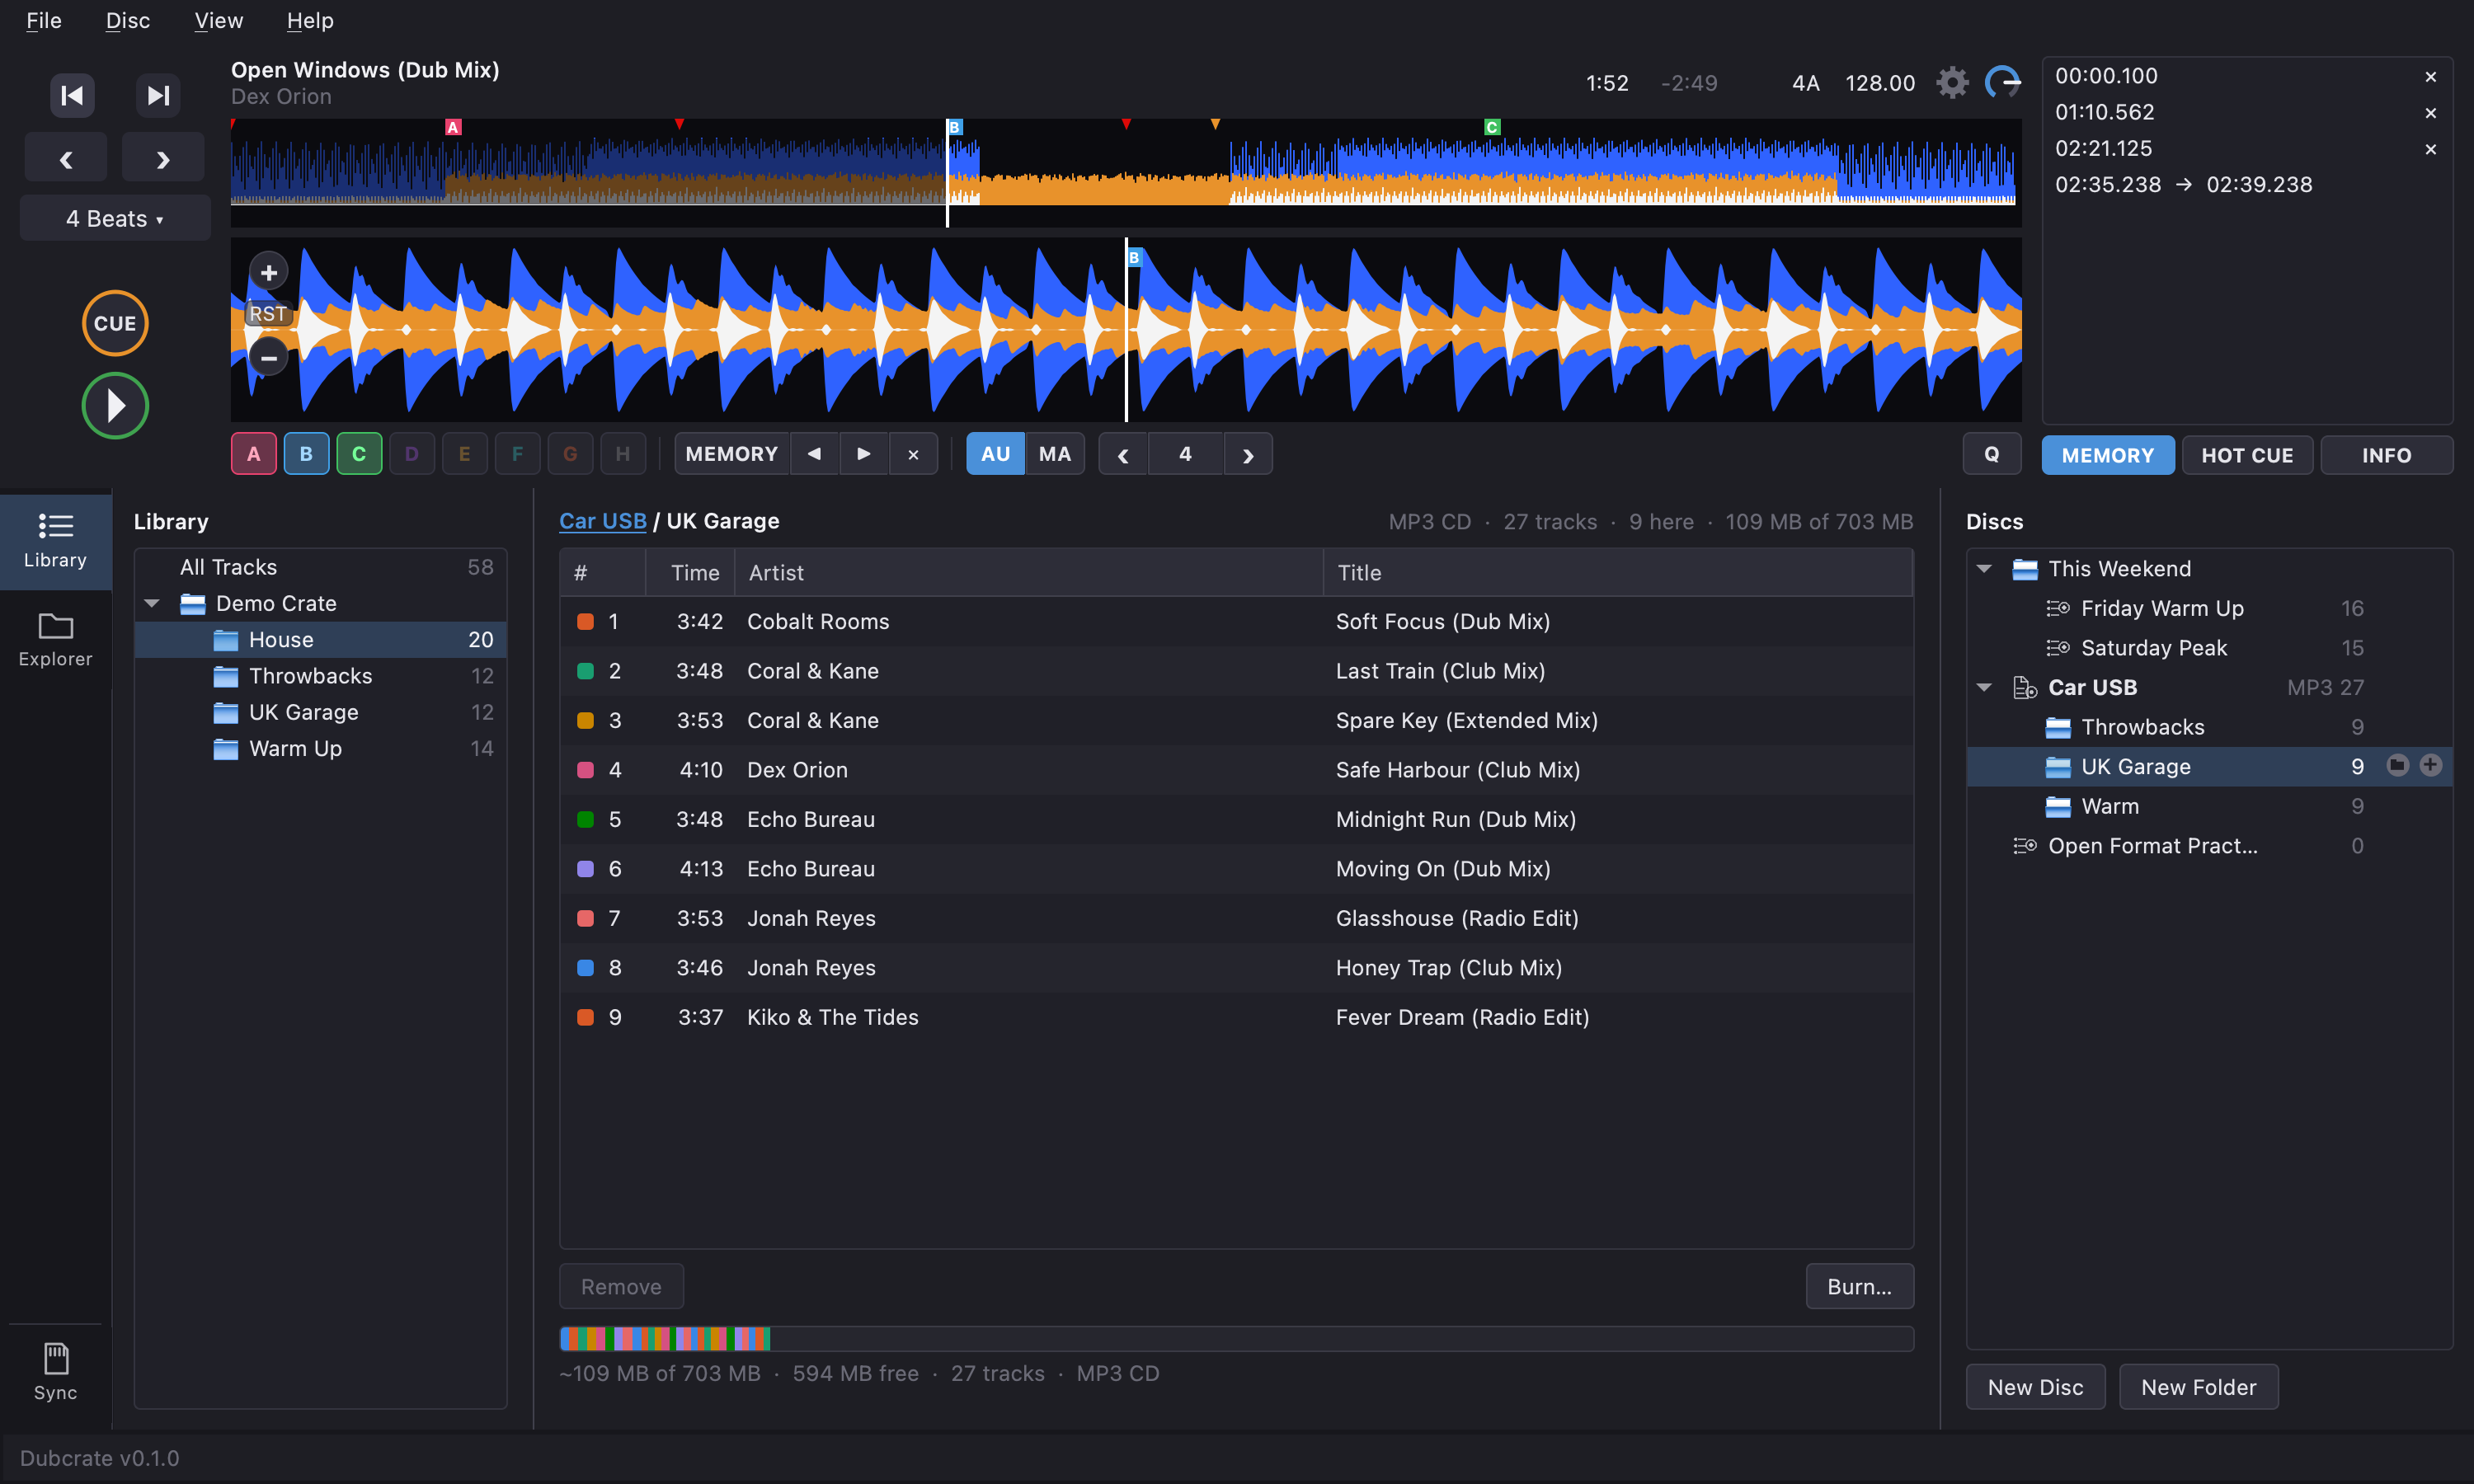 File Disc View Help
Open Windows (Dub Mix)
Dex Orion
1:52 -2:49 4A 128.00
00:00.100 ×
01:10.562 ×
02:21.125 ×
02:35.238 → 02:39.238
A B C
4 Beats ▾
B
+
RST
−
CUE
A B C D E F G H MEMORY ◀ ▶ × AU MA ‹ 4 › Q
MEMORY HOT CUE INFO
Library
Explorer
Sync
Library
All Tracks 58
Demo Crate
House 20
Throwbacks 12
UK Garage 12
Warm Up 14
Car USB / UK Garage
MP3 CD · 27 tracks · 9 here · 109 MB of 703 MB
# Time Artist Title
1 3:42 Cobalt Rooms Soft Focus (Dub Mix)
2 3:48 Coral & Kane Last Train (Club Mix)
3 3:53 Coral & Kane Spare Key (Extended Mix)
4 4:10 Dex Orion Safe Harbour (Club Mix)
5 3:48 Echo Bureau Midnight Run (Dub Mix)
6 4:13 Echo Bureau Moving On (Dub Mix)
7 3:53 Jonah Reyes Glasshouse (Radio Edit)
8 3:46 Jonah Reyes Honey Trap (Club Mix)
9 3:37 Kiko & The Tides Fever Dream (Radio Edit)
Remove Burn...
~109 MB of 703 MB · 594 MB free · 27 tracks · MP3 CD
Discs
This Weekend
Friday Warm Up 16
Saturday Peak 15
Car USB MP3 27
Throwbacks 9
UK Garage 9
Warm 9
Open Format Pract... 0
New Disc New Folder
Dubcrate v0.1.0